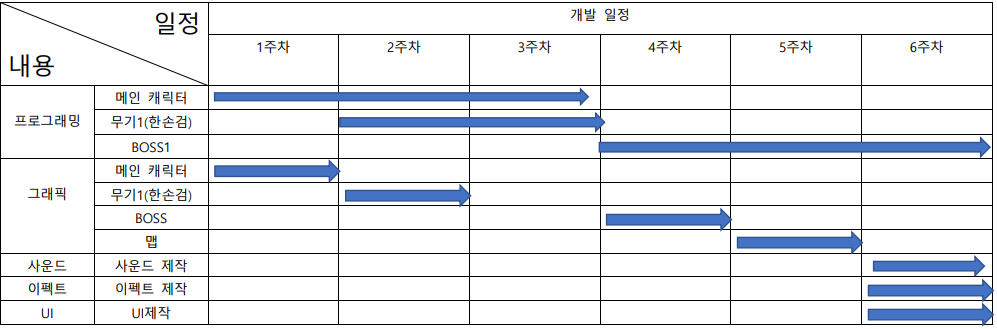 일정
내용
개발 일정
1주차 2주차 3주차 4주차 5주차 6주차
프로그래밍
메인 캐릭터
무기1(한손검)
BOSS1
그래픽
메인 캐릭터
무기1(한손검)
BOSS
맵
사운드 사운드 제작
이펙트 이펙트 제작
UI UI제작